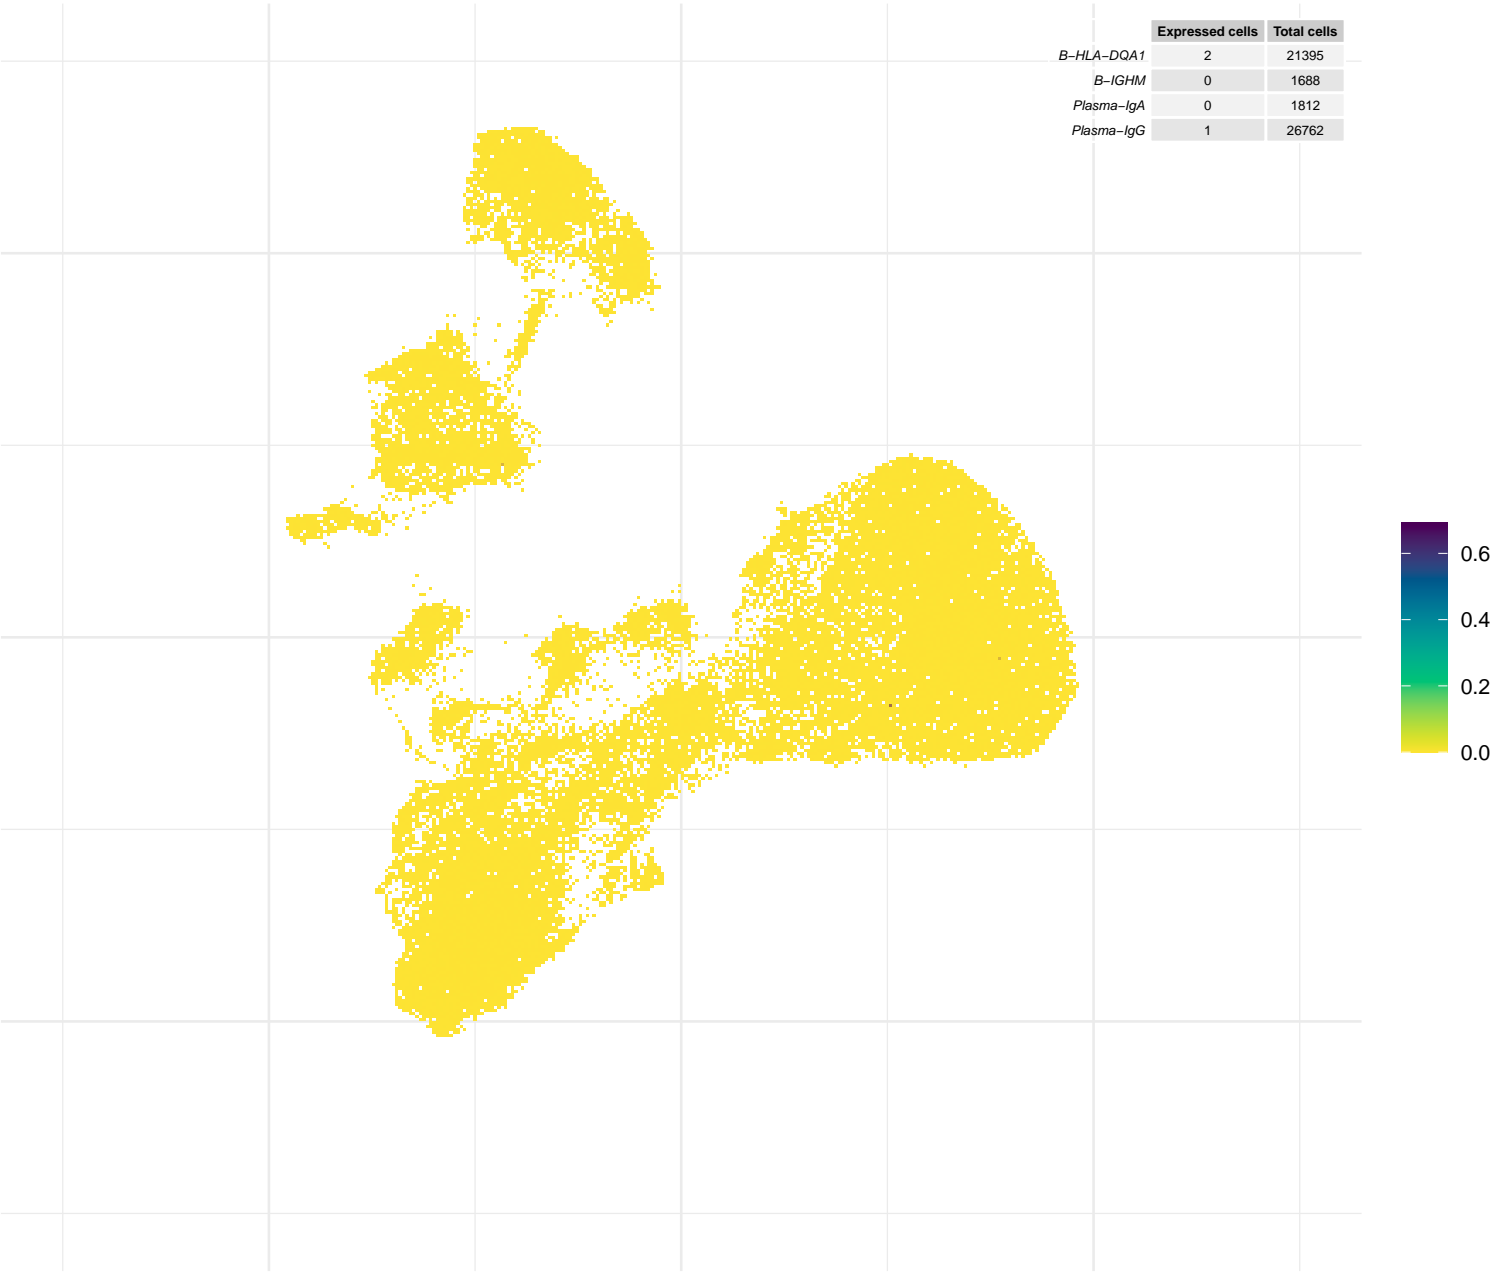 Expressed cells Total cells
B−HLA−DQA1 2 21395
B−IGHM 0 1688
Plasma−IgA 0 1812
Plasma−IgG 1 26762
0.6
0.4
0.2
0.0